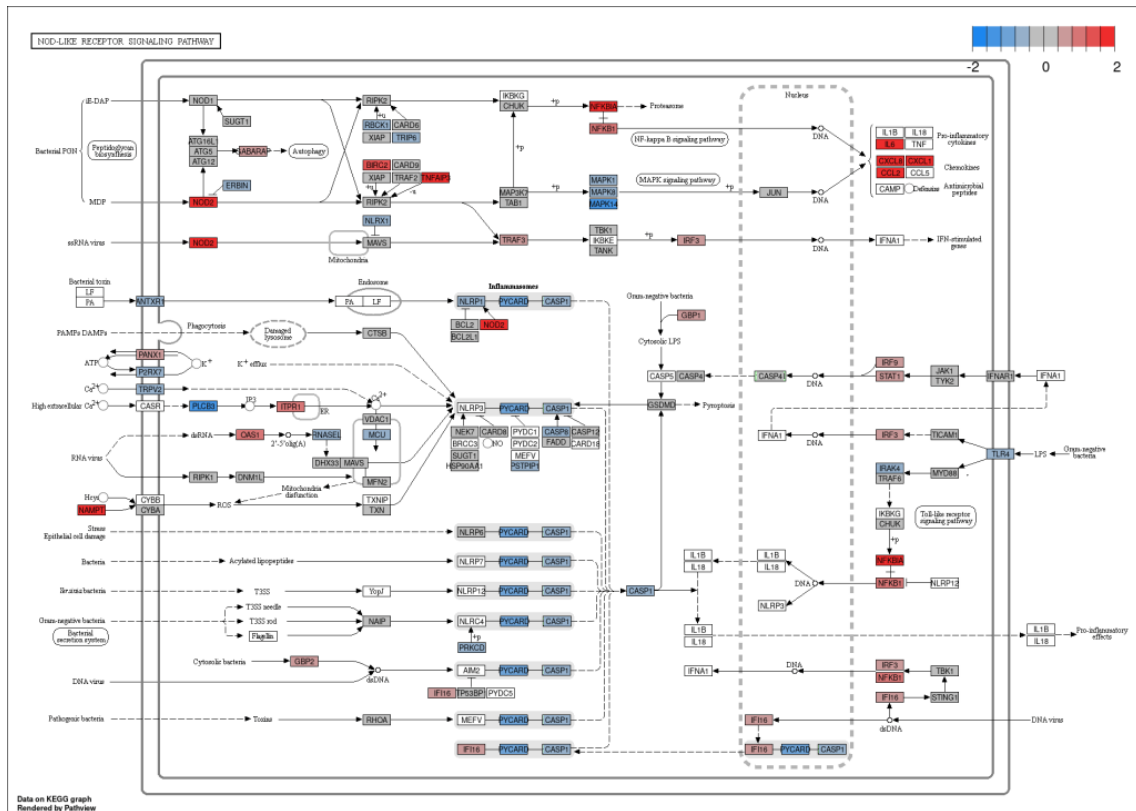 NOD-LIKE RECEPTOR SIGNALING PATHWAY
-2 0 2
Nucleus
iE-DAP
NOD1
SUGT1
RIPK2
IKBKG
CHUK
+p
NFKBIA
Proteasome
+u
RBCK1
CARD6
XIAP
TRIP6
NFKB1
NF-kappa B signaling pathway
DNA
IL1B
IL18
IL6
TNF
Pro-inflammatory
cytokines
Bacterial PGN
Peptidoglycan
biosynthesis
ATG16L1
ATG5
ATG12
GABARAP
Autophagy
+p
CXCL8
CXCL1
CCL2
CCL5
Chemokines
BIRC2
CARD9
XIAP
TRAF2
TNFAIP3
+u
-u
MAPK1
MAPK8
MAPK14
MAPK signaling pathway
+p
JUN
DNA
CAMP
Defensins
Antimicrobial
peptides
ERBIN
MDP
NOD2
RIPK2
MAP3K7
TAB1
NLRX1
ssRNA virus
NOD2
MAVS
Mitochondria
TRAF3
TBK1
IKBKE
TANK
+p
IRF3
DNA
IFNA1
IFN-stimulated
genes
Bacterial toxin
LF
PA
ANTXR1
Endosome
PA
LF
Inflammasomes
NLRP1
PYCARD
CASP1
BCL2
NOD2
BCL2L1
Gram-negative bacteria
GBP1
Cytosolic LPS
PAMPs DAMPs
Phagocytosis
Damaged
lysosome
CTSB
PANX1
ATP
K+
P2RX7
K+ efflux
CASP5
CASP4
CASP4
DNA
IRF9
STAT1
JAK1
TYK2
IFNAR1
IFNA1
Ca2+
TRPV2
High extracellular Ca2+
CASR
PLCB3
IP3
ITPR1
ER
Ca2+
VDAC1
MCU
NLRP3
PYCARD
CASP1
GSDMD
Pyroptosis
NEK7
CARD8
BRCC3
NO
SUGT1
HSP90AA1
PYDC1
PYDC2
MEFV
PSTPIP1
CASP8
CASP12
FADD
CARD16
RNA virus
dsRNA
OAS1
2'-5'olig(A)
RNASEL
DHX33
MAVS
RIPK1
DNM1L
MFN2
Mitochondria
disfunction
IFNA1
DNA
IRF3
TICAM1
TLR4
LPS
Gram-negative
bacteria
IRAK4
TRAF6
MYD88
Hcys
CYBB
NAMPT
CYBA
ROS
TXNIP
TXN
IKBKG
CHUK
+p
Toll-like receptor
signaling pathway
Stress
Epithelial cell damage
NLRP6
PYCARD
CASP1
Bacteria
Acylated lipopeptides
NLRP7
PYCARD
CASP1
IL1B
IL18
IL1B
IL18
NFKBIA
DNA
NFKB1
NLRP12
NLRP3
Yersinia bacteria
T3SS
YopJ
NLRP12
PYCARD
CASP1
CASP1
T3SS needle
Gram-negative bacteria
T3SS rod
NAIP
NLRC4
PYCARD
CASP1
Bacterial
secretion system
Flagellin
+p
PRKCD
IL1B
IL18
IL1B
IL18
Pro-inflammatory
effects
Cytosolic bacteria
GBP2
DNA virus
dsDNA
AIM2
PYCARD
CASP1
IFI16
TP53BP
PYDC5
IFNA1
DNA
IRF3
NFKB1
TBK1
IFI16
STING1
Pathogenic bacteria
Toxins
RHOA
MEFV
PYCARD
CASP1
IFI16
dsDNA
DNA virus
IFI16
PYCARD
CASP1
IFI16
PYCARD
CASP1
Data on KEGG graph
Rendered by Pathview